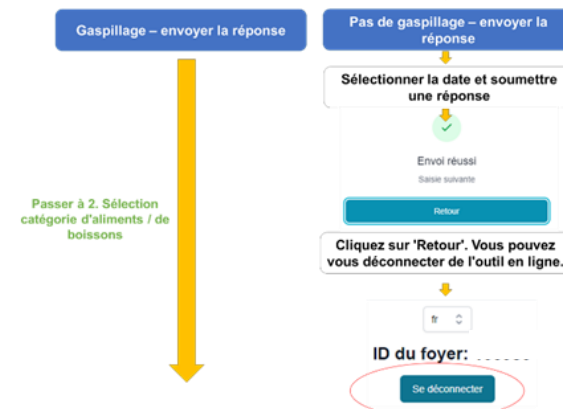 Gaspillage – envoyer la réponse
Passer à 2. Sélection
catégorie d'aliments / de
boissons
Pas de gaspillage – envoyer la
réponse
Sélectionner la date et soumettre
une réponse
Envoi réussi
Saisie suivante
Retour
Cliquez sur 'Retour'. Vous pouvez
vous déconnecter de l'outil en ligne.
fr
ID du foyer:
Se déconnecter